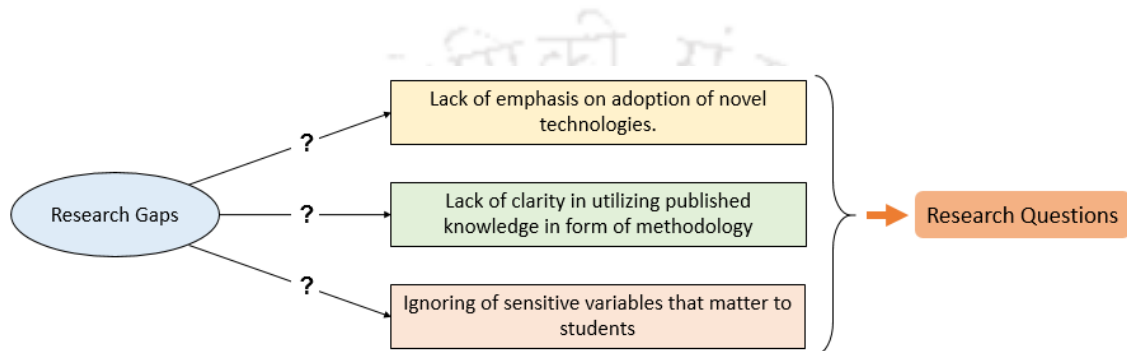 Lack of emphasis on adoption of novel
technologies.
?
Research Gaps
?
Lack of clarity in utilizing published
knowledge in form of methodology
Research Questions
?
Ignoring of sensitive variables that matter to
students